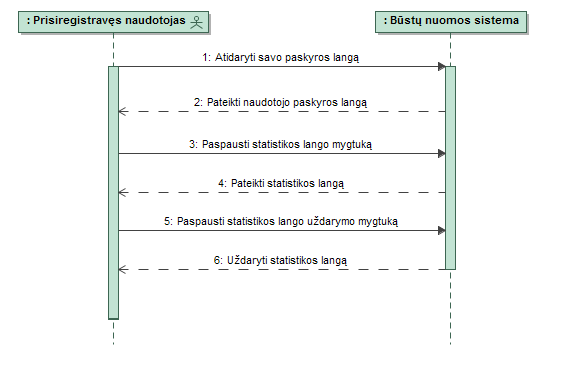 : Prisiregistravęs naudotojas
: Būstų nuomos sistema
1: Atidaryti savo paskyros langą
2: Pateikti naudotojo paskyros langą
3: Paspausti statistikos lango mygtuką
4: Pateikti statistikos langą
5: Paspausti statistikos lango uždarymo mygtuką
6: Uždaryti statistikos langą